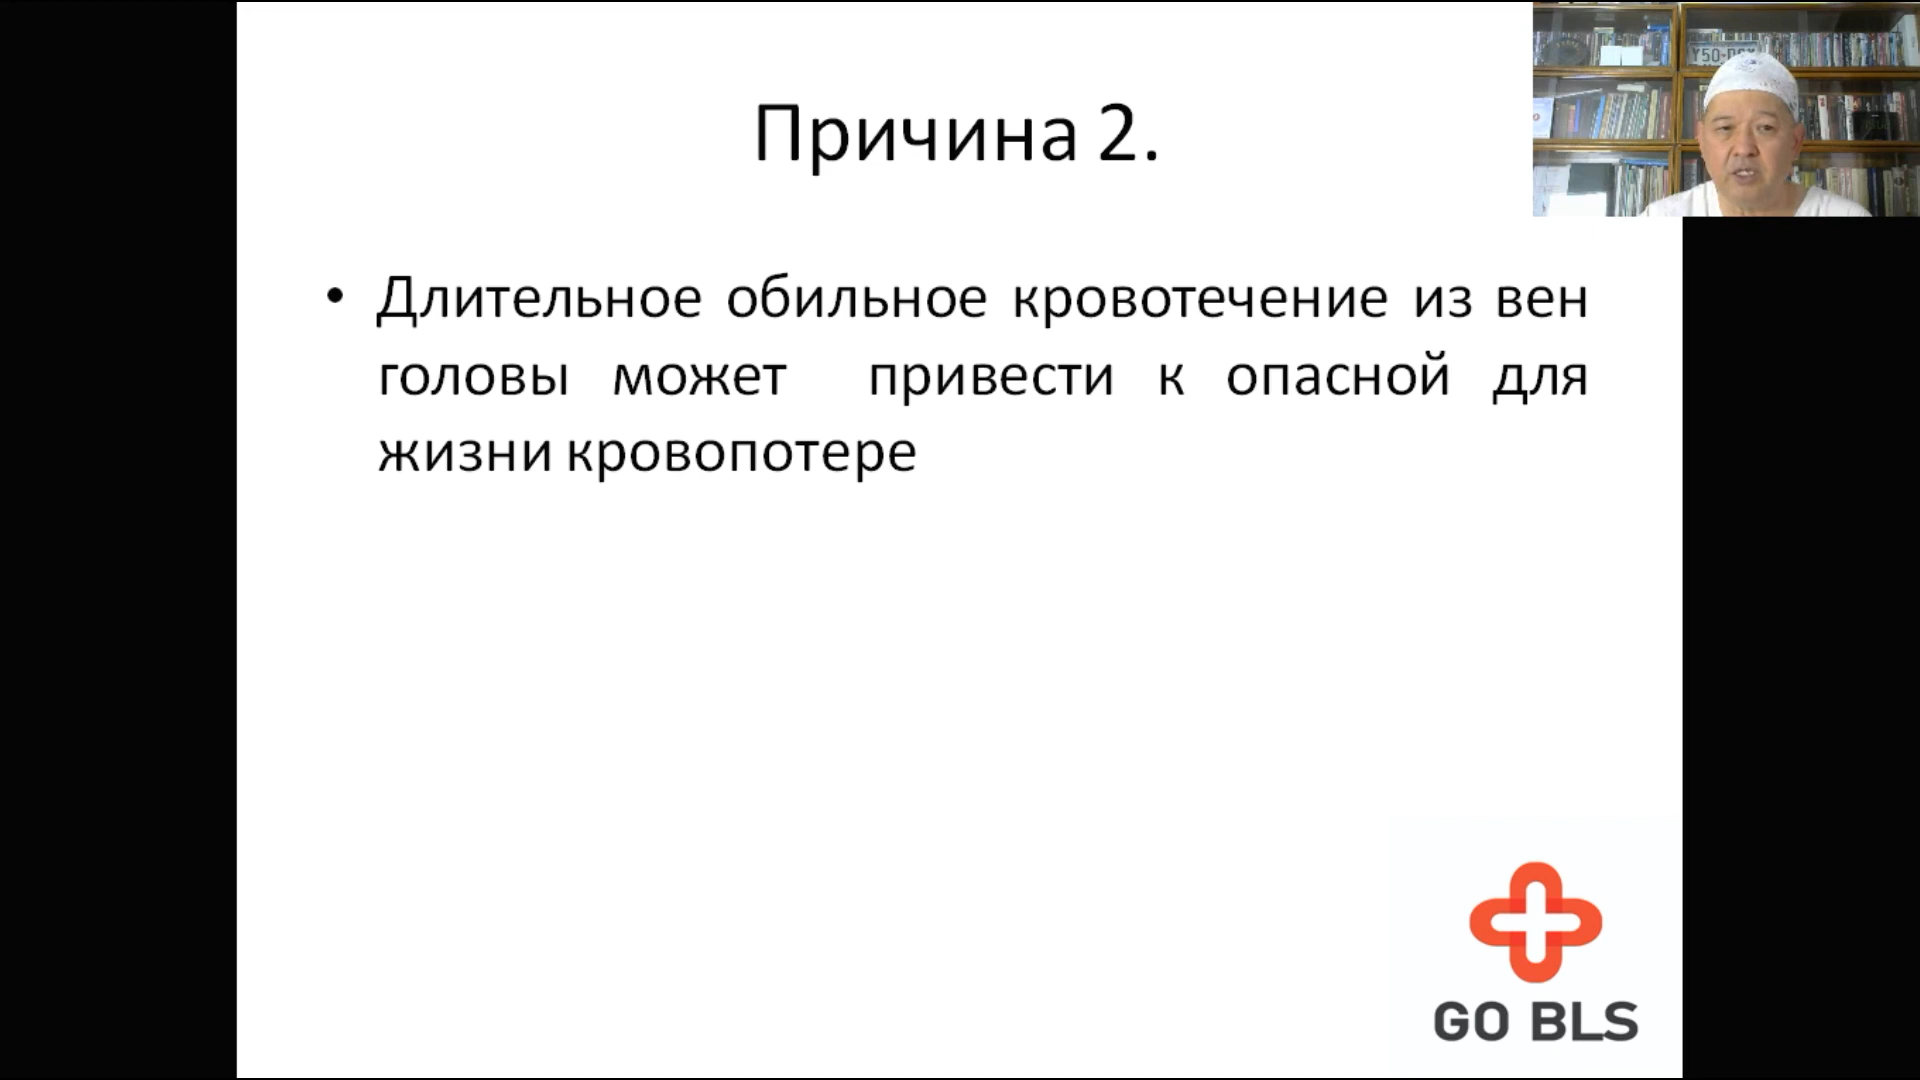 Причина 2.
• Длительное обильное кровотечение из вен
головы может привести к опасной для
жизни кровопотере
GO BLS